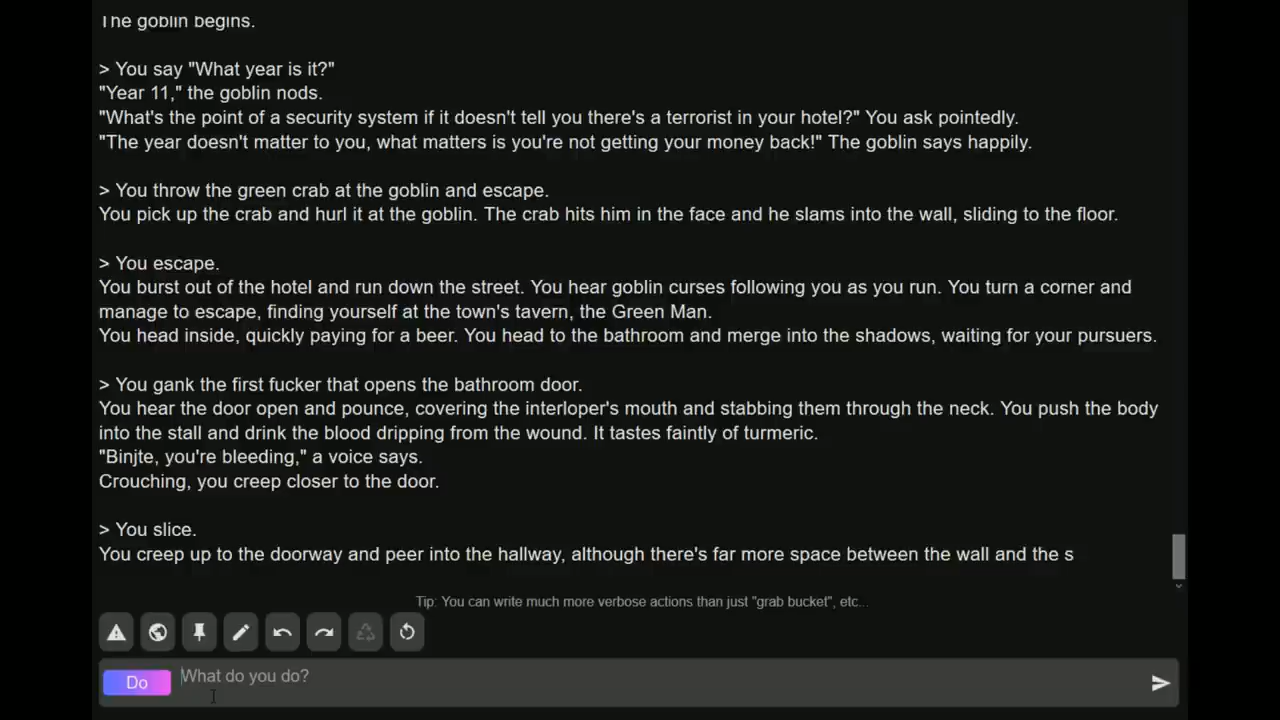 The goblin begins.
> You say "What year is it?"
"Year 11," the goblin nods.
"What's the point of a security system if it doesn't tell you there's a terrorist in your hotel?" You ask pointedly.
"The year doesn't matter to you, what matters is you're not getting your money back!" The goblin says happily.
> You throw the green crab at the goblin and escape.
You pick up the crab and hurl it at the goblin. The crab hits him in the face and he slams into the wall, sliding to the floor.
> You escape.
You burst out of the hotel and run down the street. You hear goblin curses following you as you run. You turn a corner and
manage to escape, finding yourself at the town's tavern, the Green Man.
You head inside, quickly paying for a beer. You head to the bathroom and merge into the shadows, waiting for your pursuers.
> You gank the first fucker that opens the bathroom door.
You hear the door open and pounce, covering the interloper's mouth and stabbing them through the neck. You push the body
into the stall and drink the blood dripping from the wound. It tastes faintly of turmeric.
"Binjte, you're bleeding," a voice says.
Crouching, you creep closer to the door.
> You slice.
You creep up to the doorway and peer into the hallway, although there's far more space between the wall and the s
Tip: You can write much more verbose actions than just "grab bucket", etc...
Do What do you do?